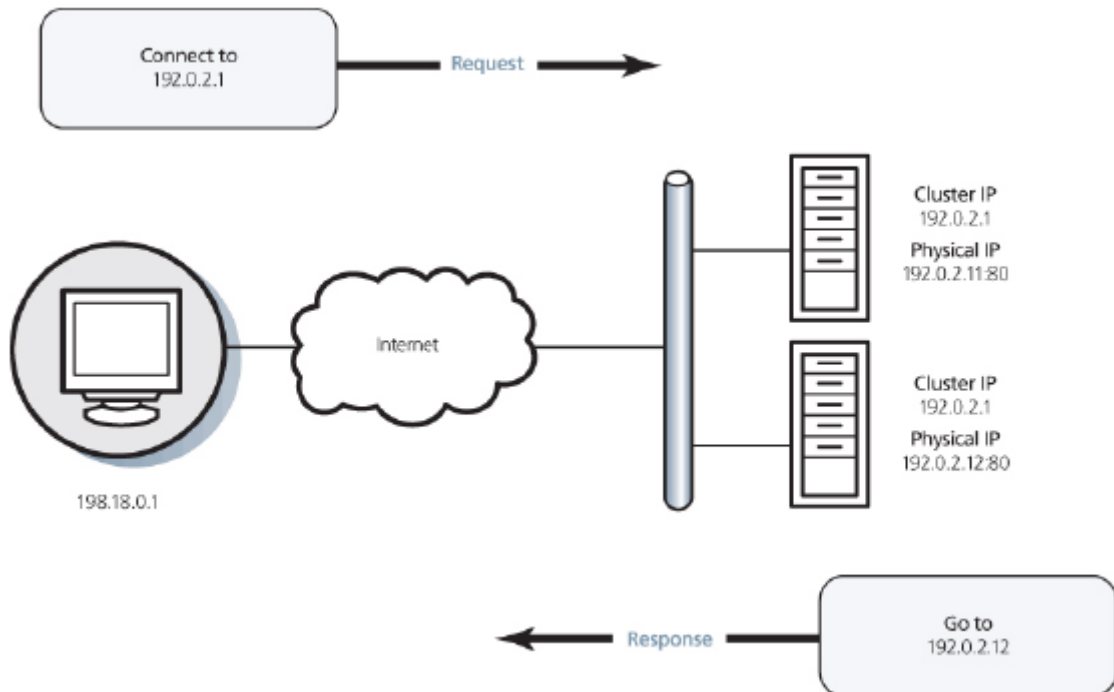 Connect to
192.0.2.1
Request
Cluster IP
192.0.2.1
Physical IP
192.0.2.11:80
Internet
Cluster IP
192.0.2.1
Physical IP
192.0.2.12:80
198.18.0.1
Response
Go to
192.0.2.12